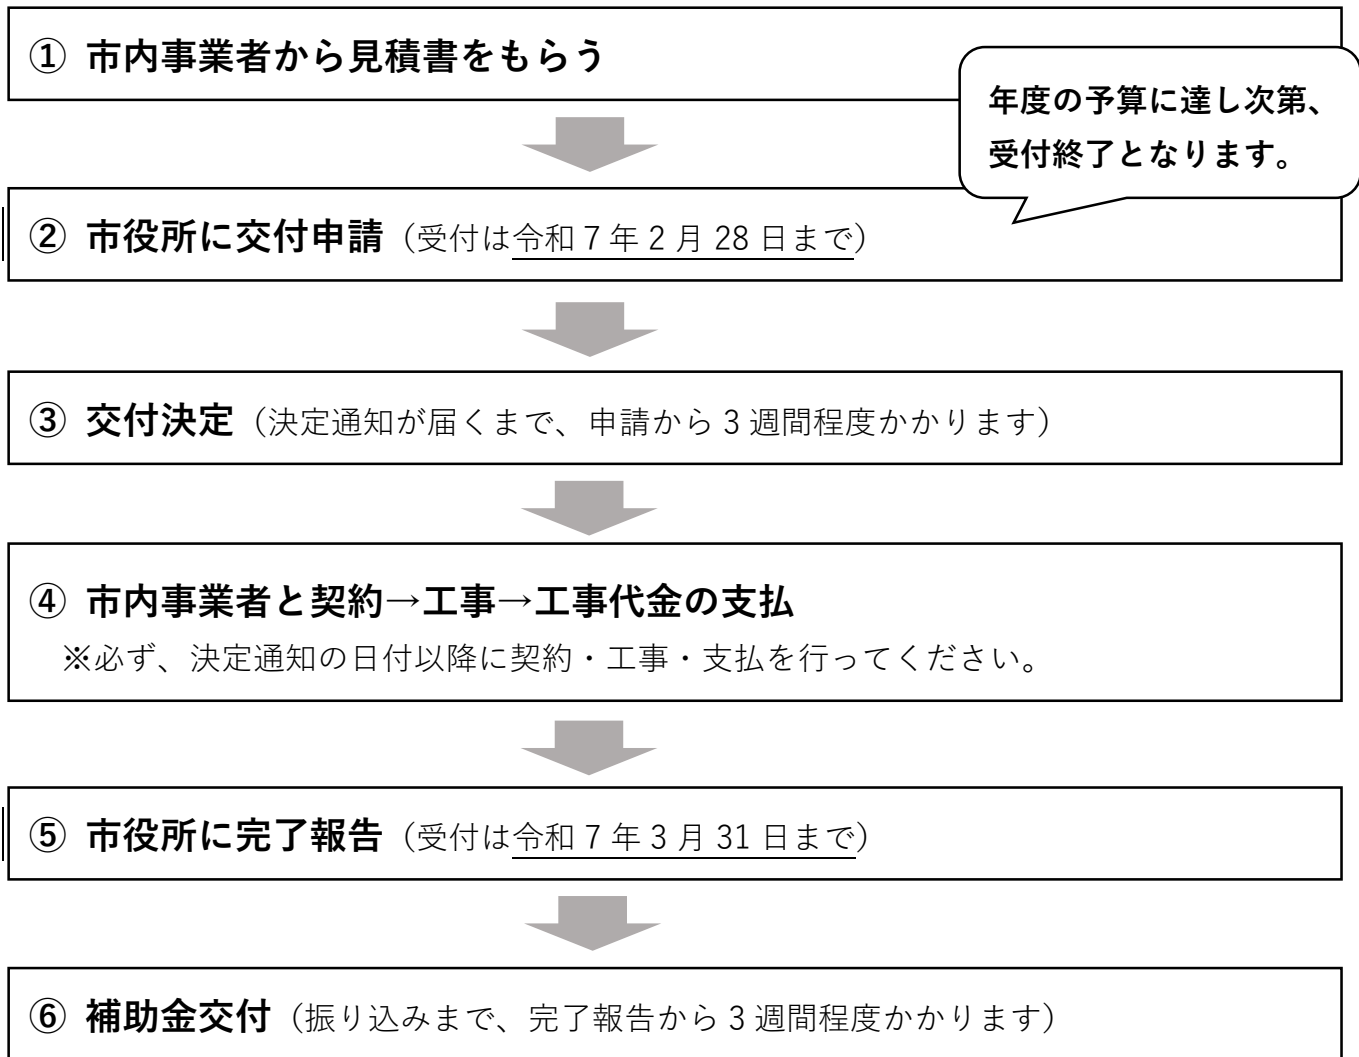 ① 市内事業者から見積書をもらう
年度の予算に達し次第、
受付終了となります。
② 市役所に交付申請（受付は令和 7 年 2 月 28 日まで）
③ 交付決定（決定通知が届くまで、申請から 3 週間程度かかります）
④ 市内事業者と契約→工事→工事代金の支払
※必ず、決定通知の日付以降に契約・工事・支払を行ってください。
⑤ 市役所に完了報告（受付は令和 7 年 3 月 31 日まで）
⑥ 補助金交付（振り込みまで、完了報告から 3 週間程度かかります）